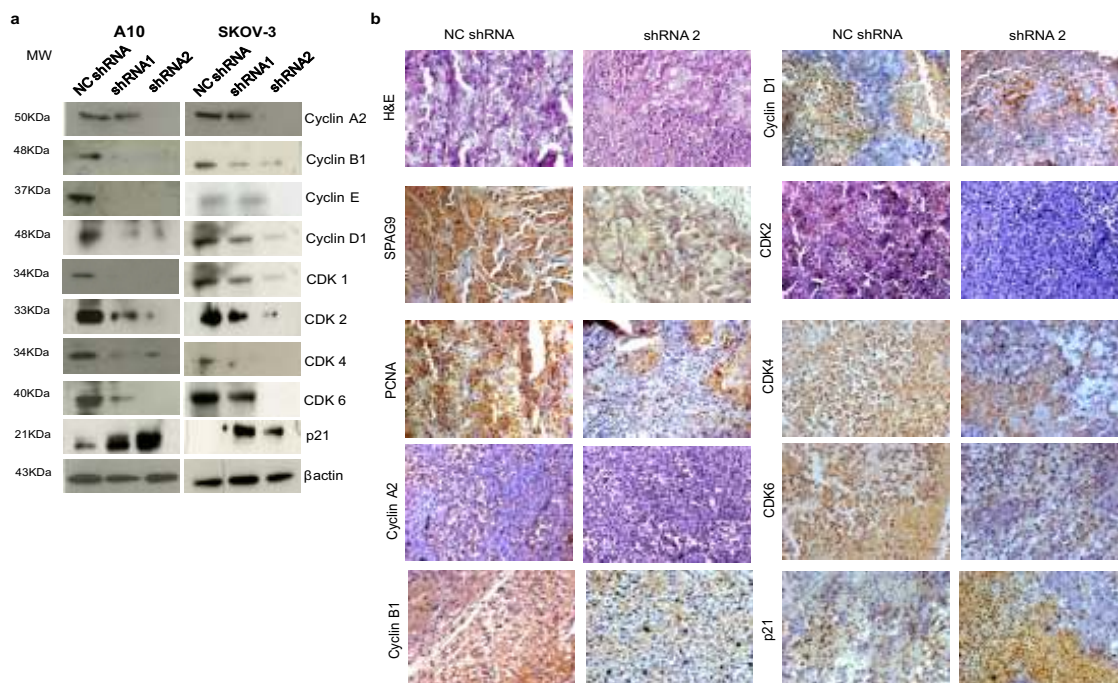 a
A10
SKOV-3
MW
NC shRNA
shRNA1
shRNA2
NC shRNA
shRNA1
shRNA2
50KDa
Cyclin A2
48KDa
Cyclin B1
37KDa
Cyclin E
48KDa
Cyclin D1
34KDa
CDK 1
33KDa
CDK 2
34KDa
CDK 4
40KDa
CDK 6
21KDa
p21
43KDa
βactin
b
NC shRNA
shRNA 2
NC shRNA
shRNA 2
H&E
Cyclin D1
SPAG9
CDK2
PCNA
CDK4
Cyclin A2
CDK6
Cyclin B1
p21